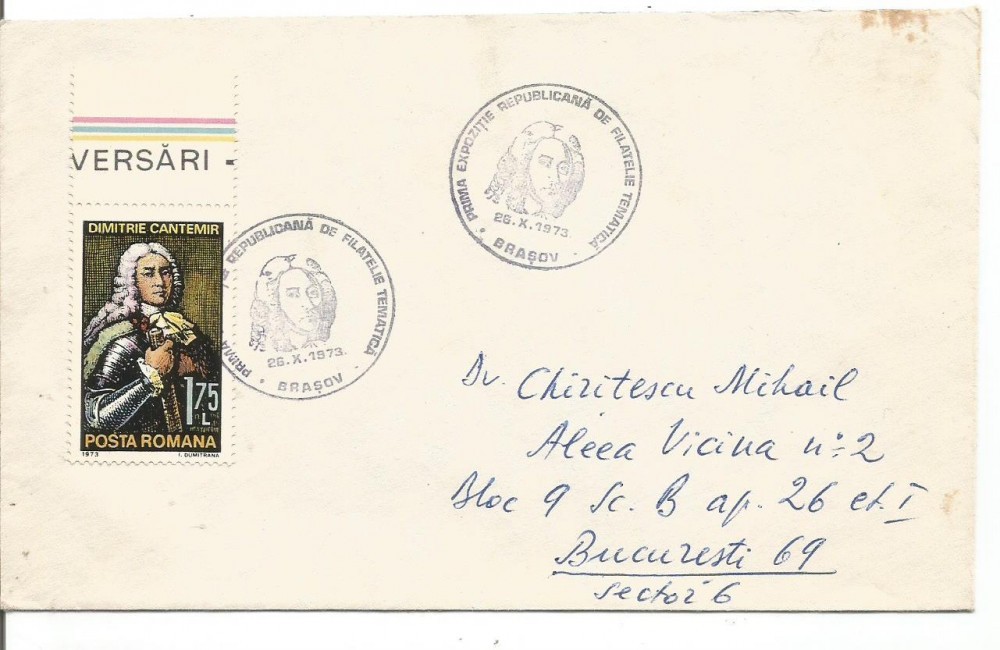 VERSĂRI -
DIMITRIE CANTEMIR
1,75 L
POSTA ROMANA
1973 I. DUMITRANA
PRIMA EXPOZIȚIE REPUBLICANĂ DE FILATELIE TEMATICĂ
26.X.1973.
· BRAȘOV ·
PRIMA REPUBLICANĂ DE FILATELIE TEMATICĂ
26.X.1973.
· BRAȘOV ·
Dr. Chiritescu Mihail
Aleea Vicina no. 2
Bloc 9 Sc. B ap. 26 et. I
Bucuresti 69
Sector 6